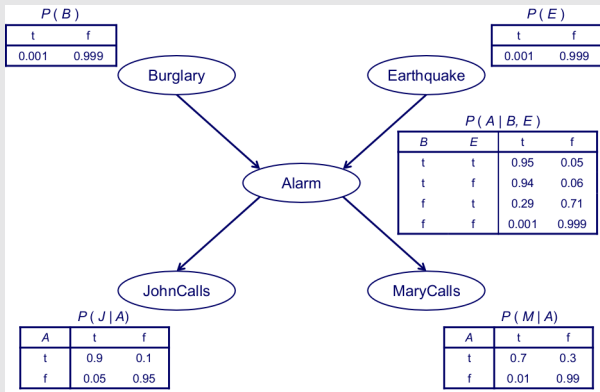 P ( B )
t f
0.001 0.999
P ( E )
t f
0.001 0.999
Burglary
Earthquake
P ( A | B, E )
B E t f
t t 0.95 0.05
t f 0.94 0.06
f t 0.29 0.71
f f 0.001 0.999
Alarm
JohnCalls
MaryCalls
P ( J | A)
A t f
t 0.9 0.1
f 0.05 0.95
P ( M | A)
A t f
t 0.7 0.3
f 0.01 0.99